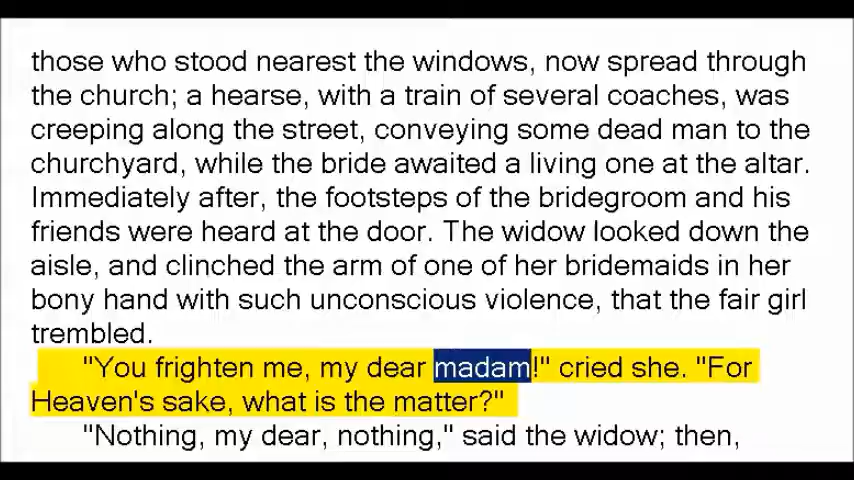 those who stood nearest the windows, now spread through
the church; a hearse, with a train of several coaches, was
creeping along the street, conveying some dead man to the
churchyard, while the bride awaited a living one at the altar.
Immediately after, the footsteps of the bridegroom and his
friends were heard at the door. The widow looked down the
aisle, and clinched the arm of one of her bridemaids in her
bony hand with such unconscious violence, that the fair girl
trembled.
"You frighten me, my dear madam!" cried she. "For
Heaven's sake, what is the matter?"
"Nothing, my dear, nothing," said the widow; then,